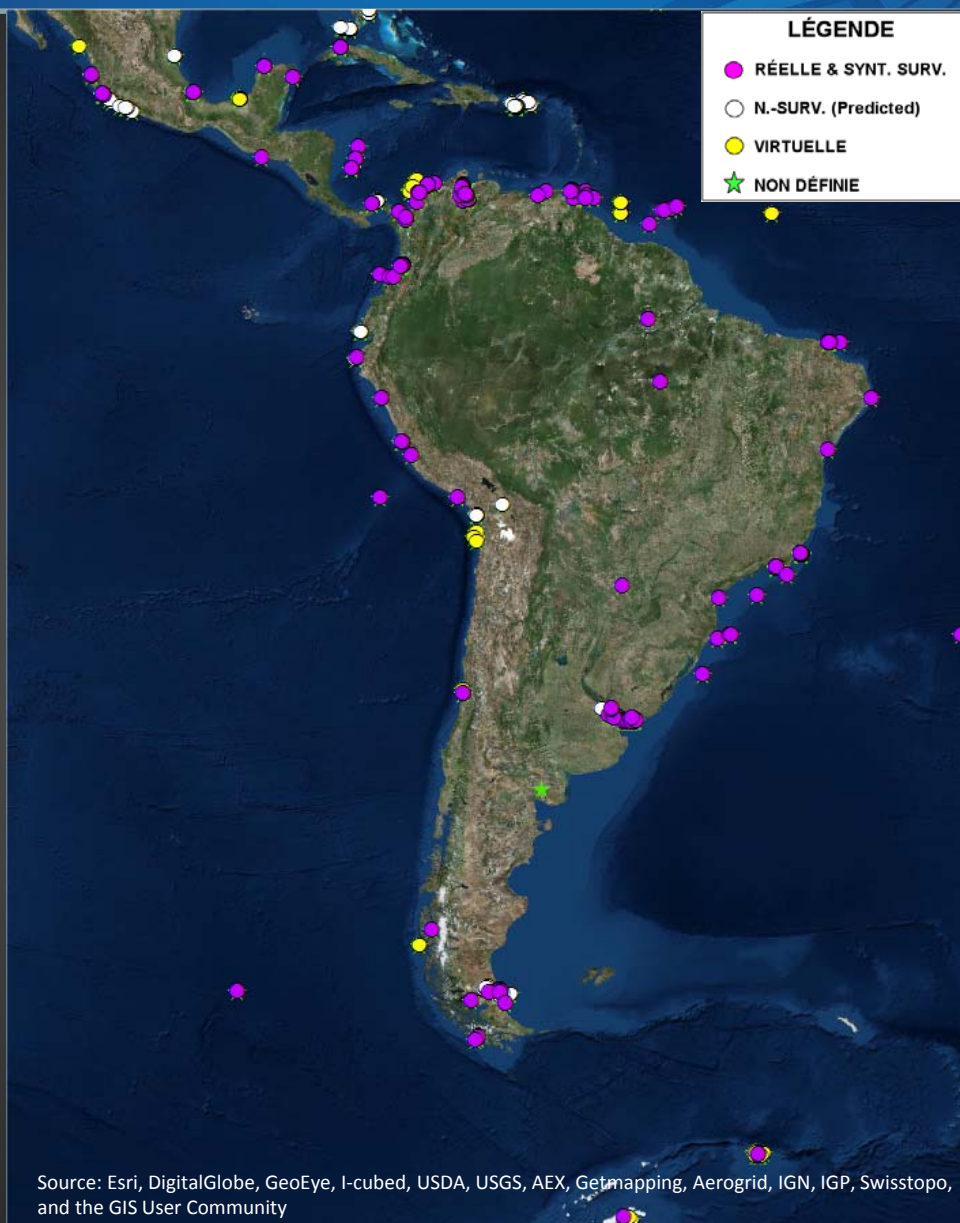 LÉGENDE
RÉELLE & SYNT. SURV.
N.-SURV. (Predicted)
VIRTUELLE
NON DÉFINIE
Source: Esri, DigitalGlobe, GeoEye, I-cubed, USDA, USGS, AEX, Getmapping, Aerogrid, IGN, IGP, Swisstopo,
and the GIS User Community